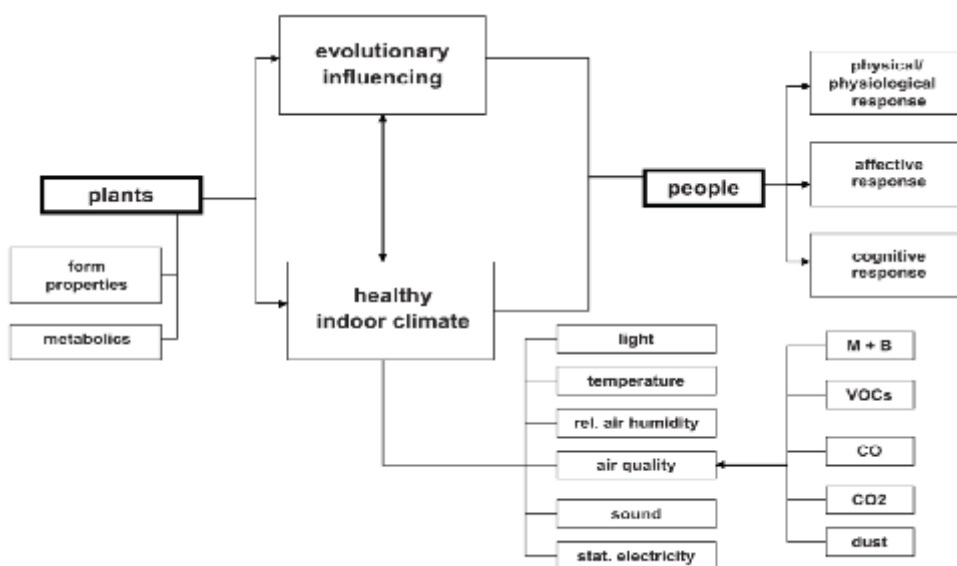 evolutionary
influencing
physical/
physiological
response
affective
response
plants
people
form
properties
cognitive
response
healthy
indoor climate
metabolics
light
M + B
temperature
VOCs
rel. air humidity
CO
air quality
CO2
sound
dust
stat. electricity